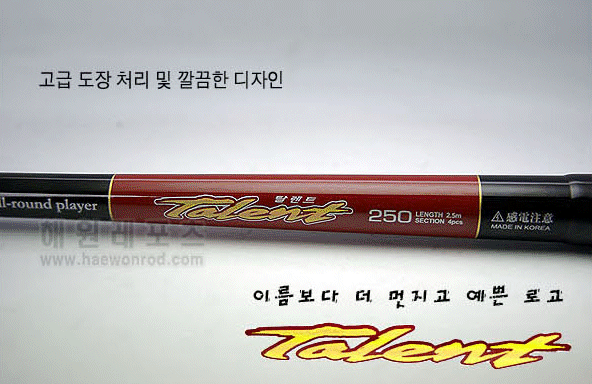 고급 도장 처리 및 깔끔한 디자인
ll-round player
탈렌트
Talent
250 LENGTH 2.5m
SECTION 4pcs
⚠感電注意
MADE IN KOREA
해원레포츠
www.haewonrod.com
이름보다 더 멋지고 예쁜 로고
Talent